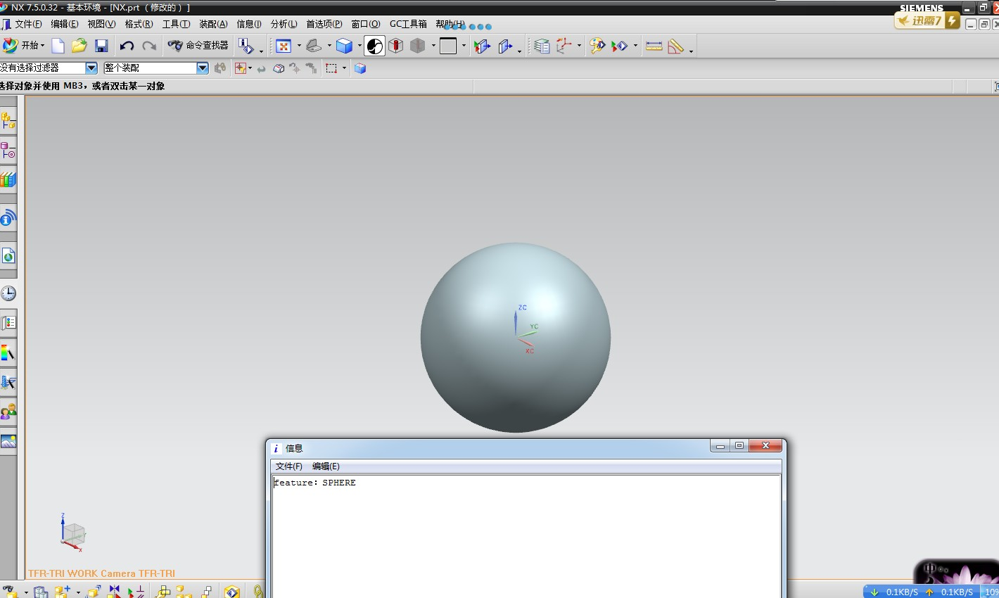 NX 7.5.0.32 - 基本环境 - [NX.prt （修改的）]
SIEMENS
文件(F) 编辑(E) 视图(V) 格式(R) 工具(T) 装配(A) 信息(I) 分析(L) 首选项(P) 窗口(O) GC工具箱 帮助(H)
迅雷7
开始 命令查找器
没有选择过滤器 整个装配
选择对象并使用 MB3，或者双击某一对象
ZC
YC
XC
信息
文件(F) 编辑(E)
feature: SPHERE
Z
X
TFR-TRI WORK Camera TFR-TRI
中
0.1KB/S 0.1KB/S 10%